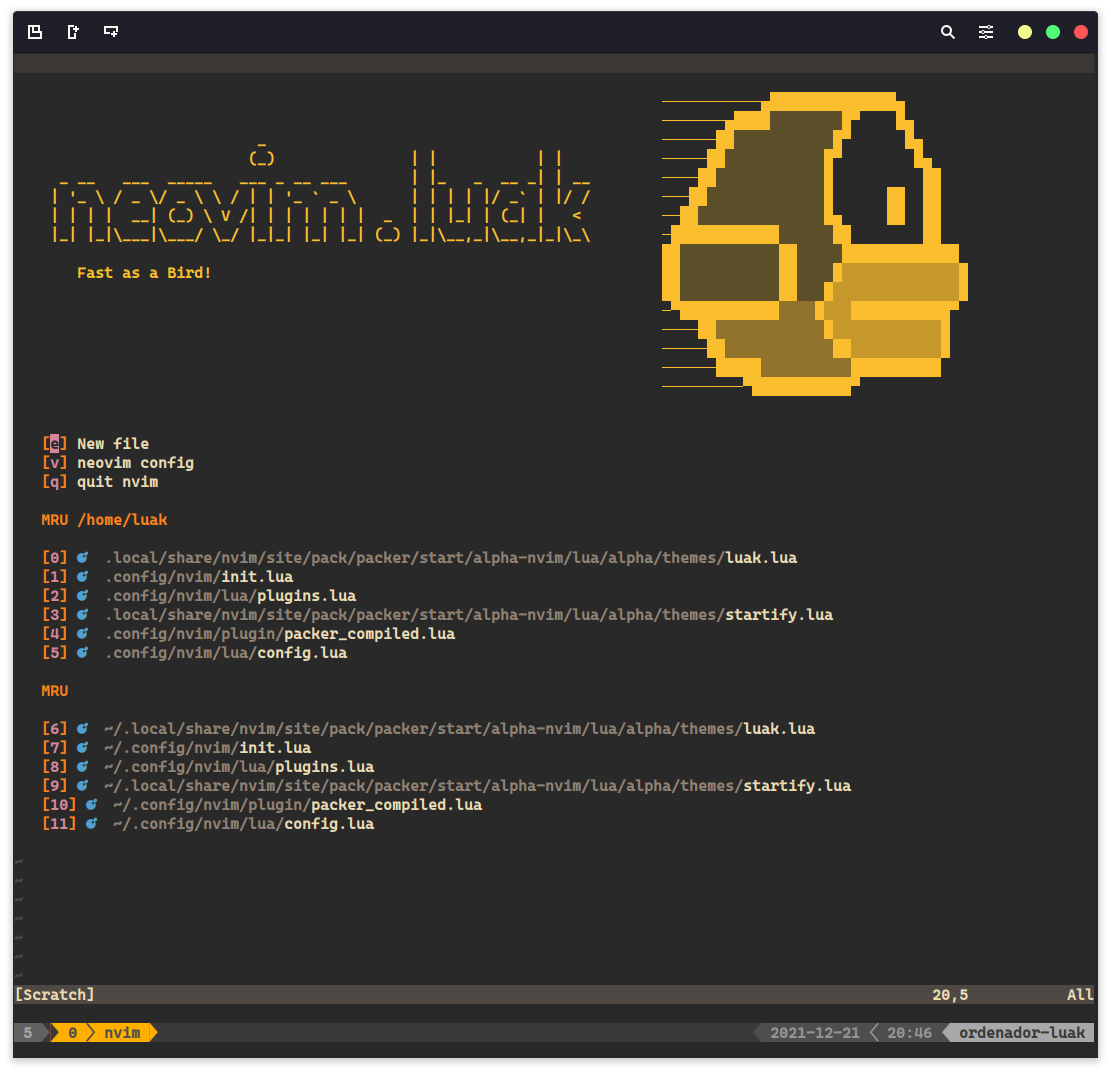 neovim.luak
Fast as a Bird!
[e] New file
[v] neovim config
[q] quit nvim
MRU /home/luak
[0] .local/share/nvim/site/pack/packer/start/alpha-nvim/lua/alpha/themes/luak.lua
[1] .config/nvim/init.lua
[2] .config/nvim/lua/plugins.lua
[3] .local/share/nvim/site/pack/packer/start/alpha-nvim/lua/alpha/themes/startify.lua
[4] .config/nvim/plugin/packer_compiled.lua
[5] .config/nvim/lua/config.lua
MRU
[6] ~/.local/share/nvim/site/pack/packer/start/alpha-nvim/lua/alpha/themes/luak.lua
[7] ~/.config/nvim/init.lua
[8] ~/.config/nvim/lua/plugins.lua
[9] ~/.local/share/nvim/site/pack/packer/start/alpha-nvim/lua/alpha/themes/startify.lua
[10] ~/.config/nvim/plugin/packer_compiled.lua
[11] ~/.config/nvim/lua/config.lua
~
~
~
~
~
~
~
[Scratch] 20,5 All
5 0 nvim 2021-12-21 20:46 ordenador-luak